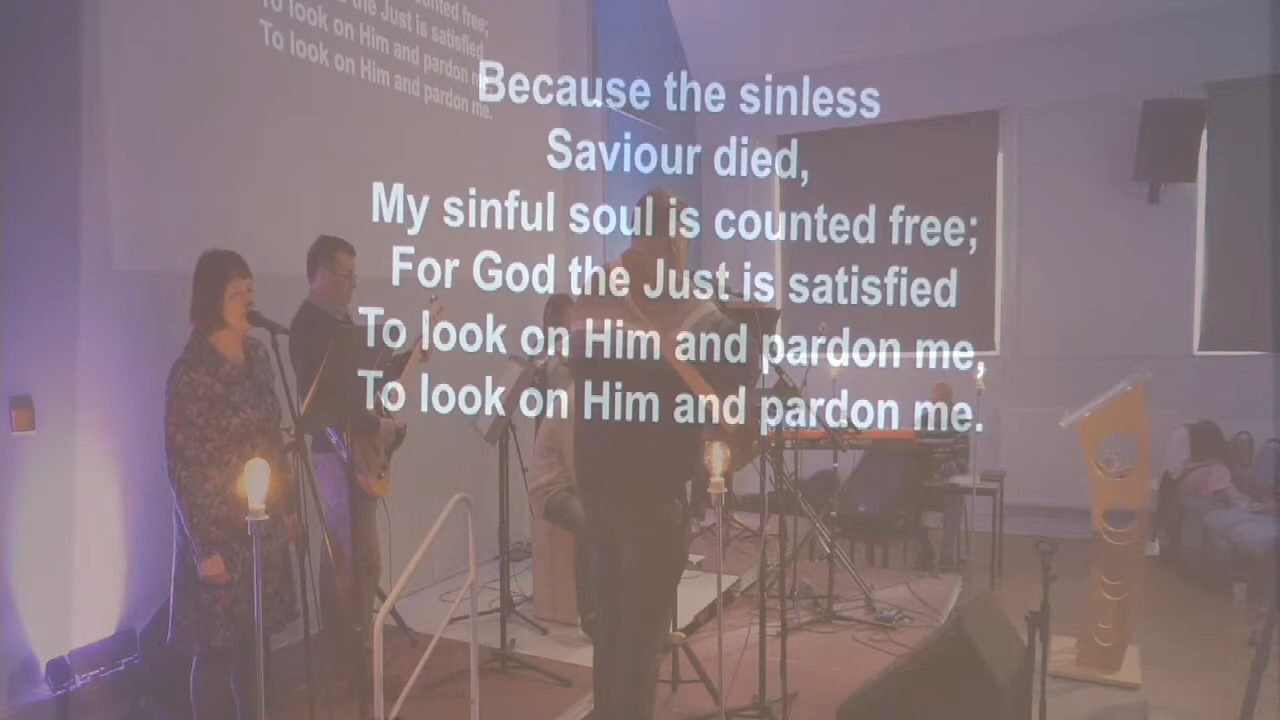 counted free;
the Just is satisfied
To look on Him and pardon me,
To look on Him and pardon me.
Because the sinless
Saviour died,
My sinful soul is counted free;
For God the Just is satisfied
To look on Him and pardon me,
To look on Him and pardon me.